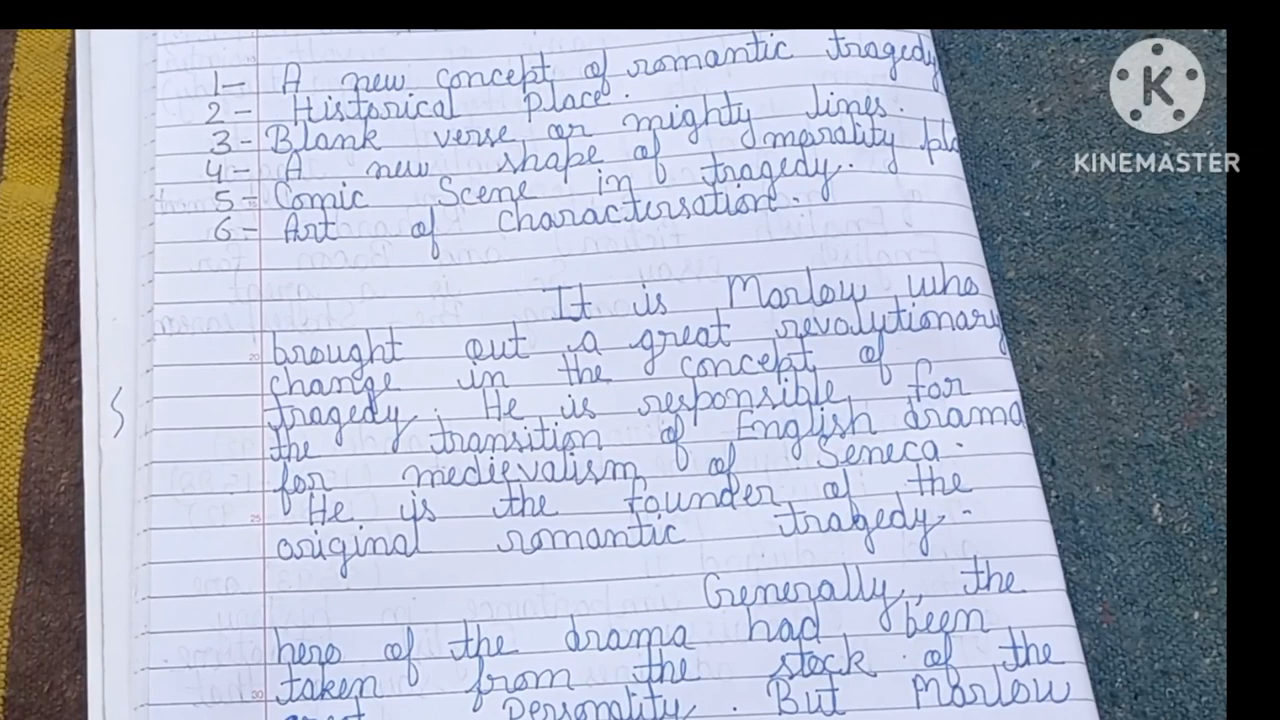 1- A new concept of romantic tragedy
2- Historical place.
3- Blank verse or mighty lines.
4- A new shape of morality pla
5- Comic Scene in tragedy.
6- Art of charactersation.
It is Marlow who
brought out a great revolytionary
change in the concept of
tragedy. He is responsible for
the transition of English drama
for medievalism of Seneca.
He is the founder of the
original romantic tragedy.
Generally, the
hero of the drama had been
taken from the stock of the
great personality. But Marlow
K
KINEMASTER